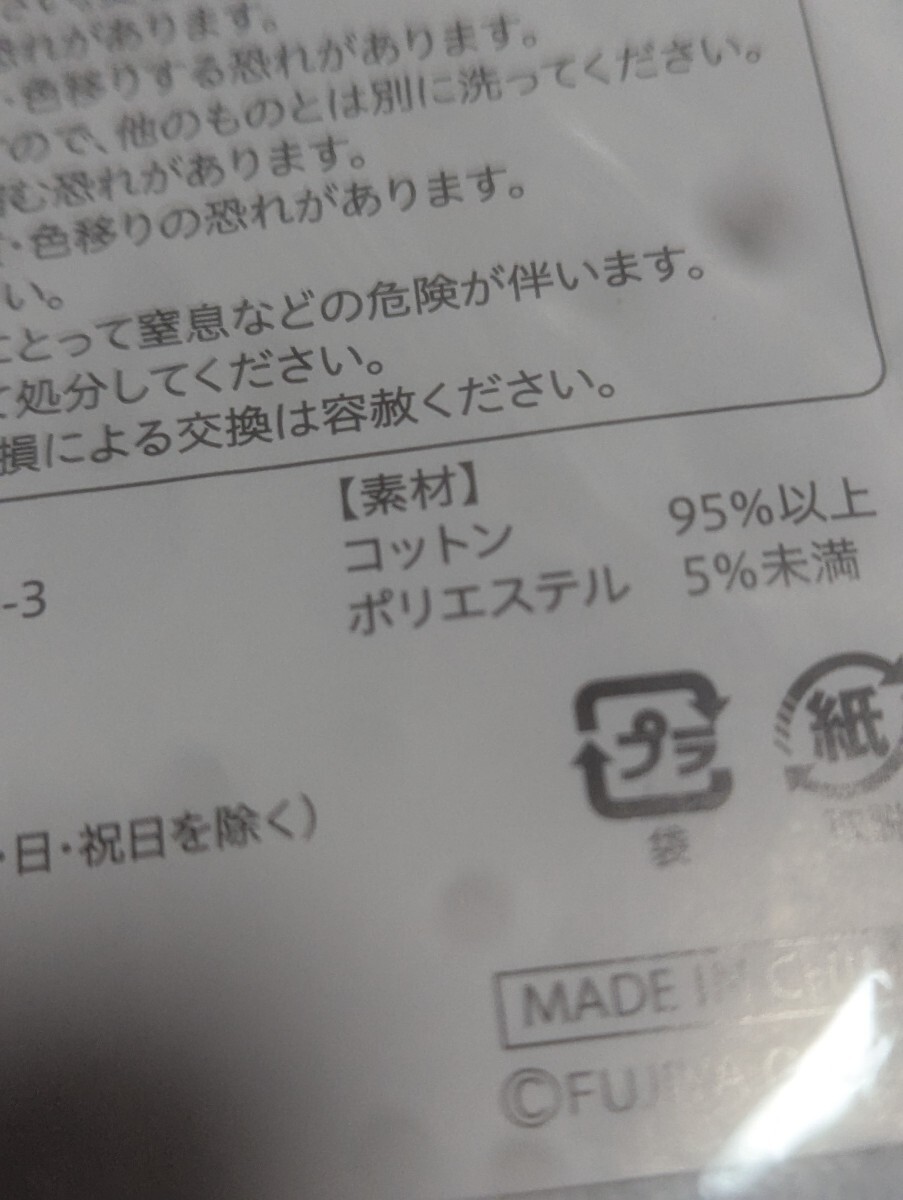 恐れがあります。
・色移りする恐れがあります。
ので、他のものとは別に洗ってください。
む恐れがあります。
・色移りの恐れがあります。
い。
にとって窒息などの危険が伴います。
て処分してください。
損による交換は容赦ください。
【素材】
コットン 95%以上
ポリエステル 5%未満
-3
プラ
袋
紙
・日・祝日を除く)
MADE IN
©FUJI